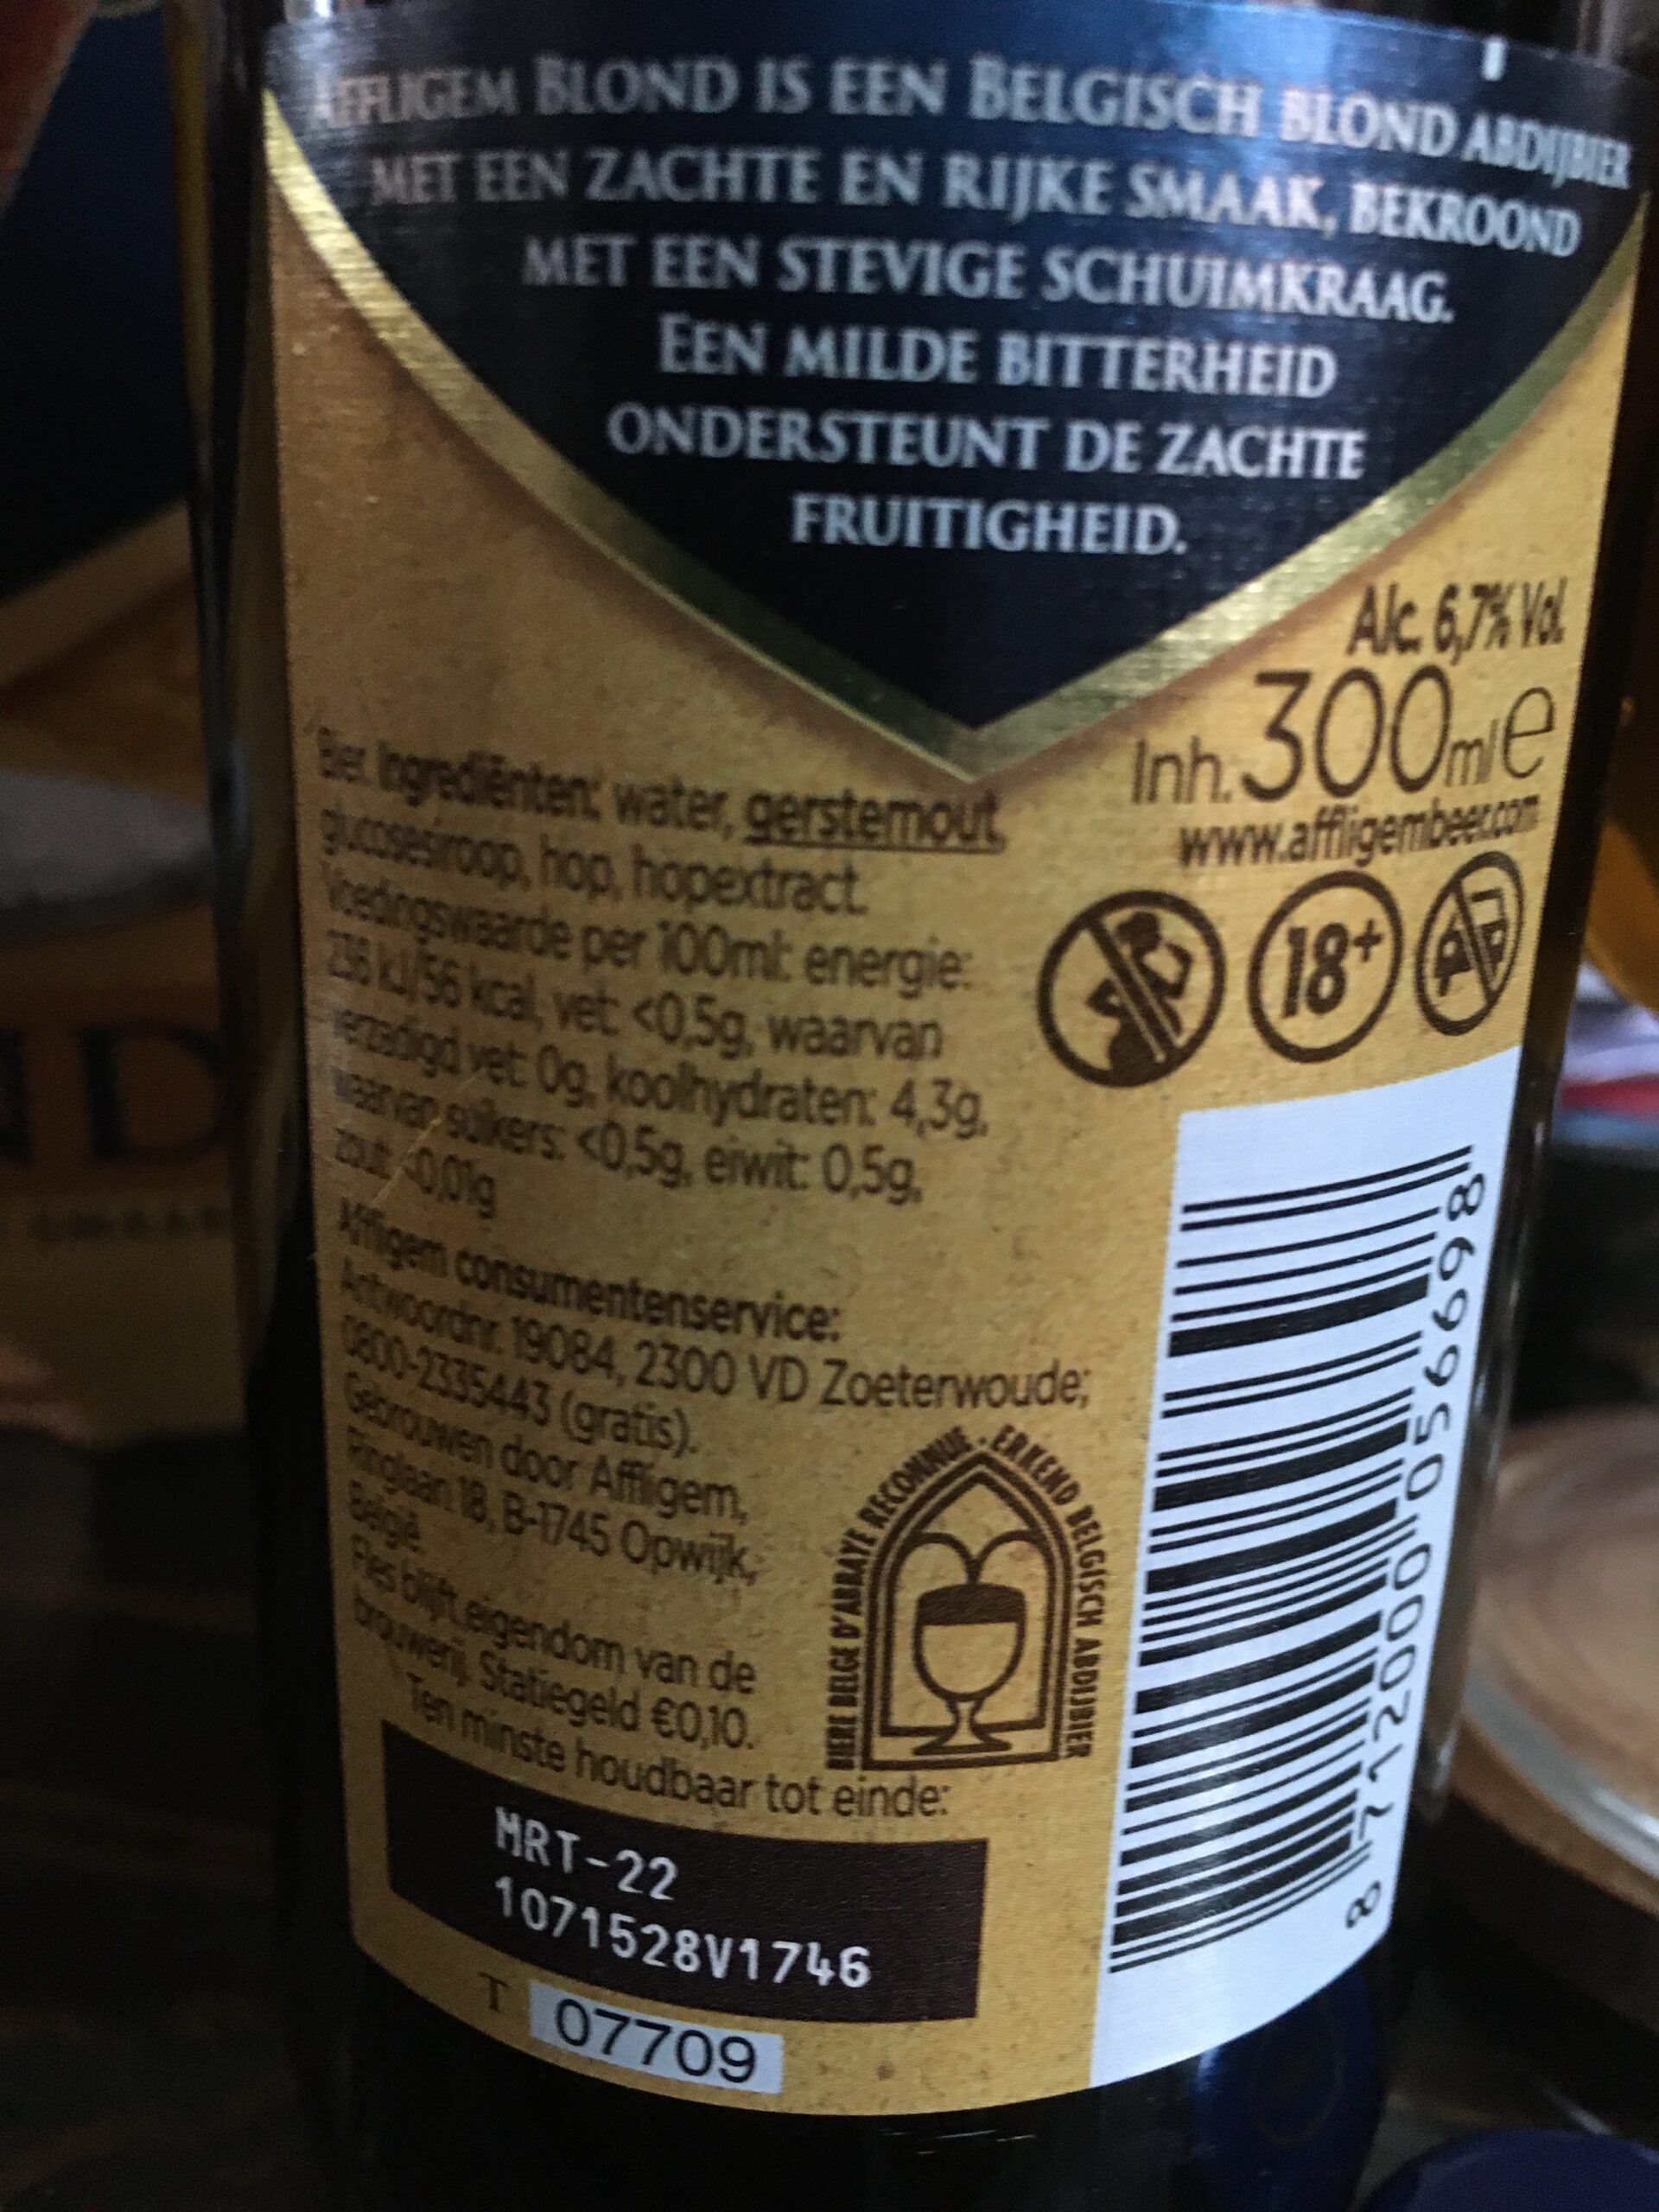 AFFLIGEM BLOND IS EEN BELGISCH BLOND ABDIJBIER
MET EEN ZACHTE EN RIJKE SMAAK, BEKROOND
MET EEN STEVIGE SCHUIMKRAAG.
EEN MILDE BITTERHEID
ONDERSTEUNT DE ZACHTE
FRUITIGHEID.
Alc. 6,7% Vol.
Inh. 300 ml e
www.affligembeer.com
18+
Bier. Ingrediënten: water, gerstemout,
glucosesiroop, hop, hopextract.
Voedingswaarde per 100ml: energie:
236 kJ/56 kcal, vet: <0,5g, waarvan
verzadigd vet: 0g, koolhydraten: 4,3g,
waarvan suikers: <0,5g, eiwit: 0,5g,
zout: <0,01g
Affligem consumentenservice:
Antwoordnr. 19084, 2300 VD Zoeterwoude;
0800-2335443 (gratis).
Gebrouwen door Affligem,
Ringlaan 18, B-1745 Opwijk,
België.
Fles blijft eigendom van de
brouwerij. Statiegeld €0,10.
Ten minste houdbaar tot einde:
MRT-22
1071528V1746
T 07709
BIERE BELGE D'ABBAYE RECONNUE · ERKEND BELGISCH ABDIJBIER
8 712000 056698
ND